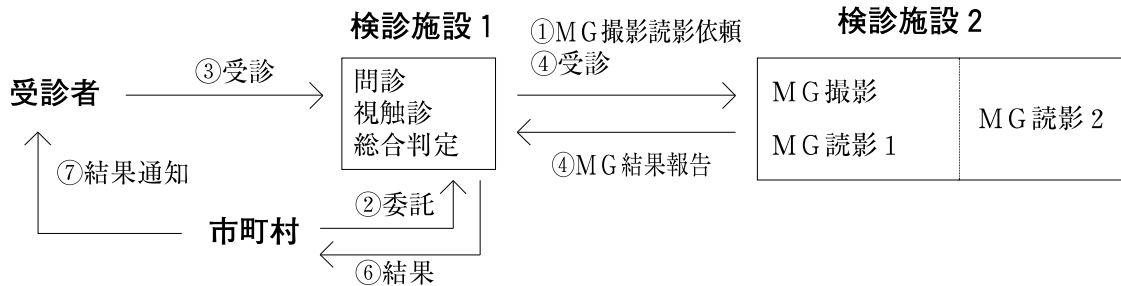 検診施設1
検診施設2
①MG撮影読影依頼
④受診
③受診
受診者
問診
視触診
総合判定
MG撮影
MG読影1
MG読影2
④MG結果報告
⑦結果通知
②委託
市町村
⑥結果